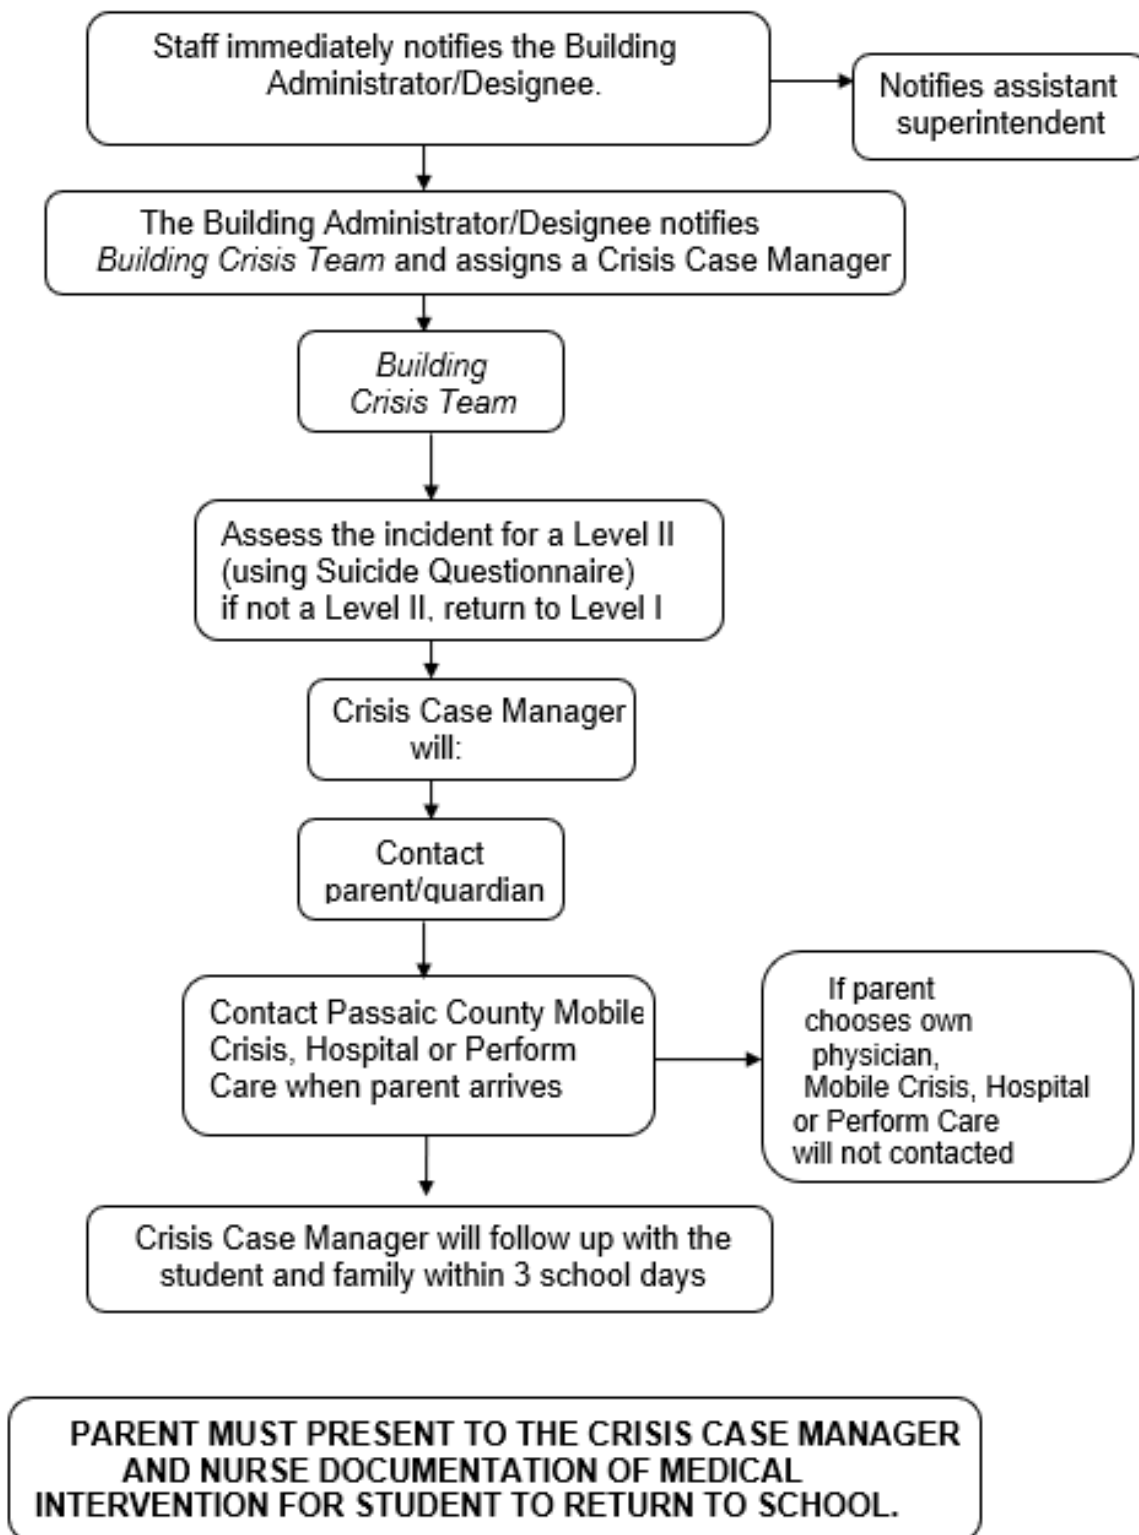 Staff immediately notifies the Building
Administrator/Designee.
Notifies assistant
superintendent
The Building Administrator/Designee notifies
Building Crisis Team and assigns a Crisis Case Manager
Building
Crisis Team
Assess the incident for a Level II
(using Suicide Questionnaire)
if not a Level II, return to Level I
Crisis Case Manager
will:
Contact
parent/guardian
Contact Passaic County Mobile
Crisis, Hospital or Perform
Care when parent arrives
If parent
chooses own
physician,
Mobile Crisis, Hospital
or Perform Care
will not contacted
Crisis Case Manager will follow up with the
student and family within 3 school days
PARENT MUST PRESENT TO THE CRISIS CASE MANAGER
AND NURSE DOCUMENTATION OF MEDICAL
INTERVENTION FOR STUDENT TO RETURN TO SCHOOL.